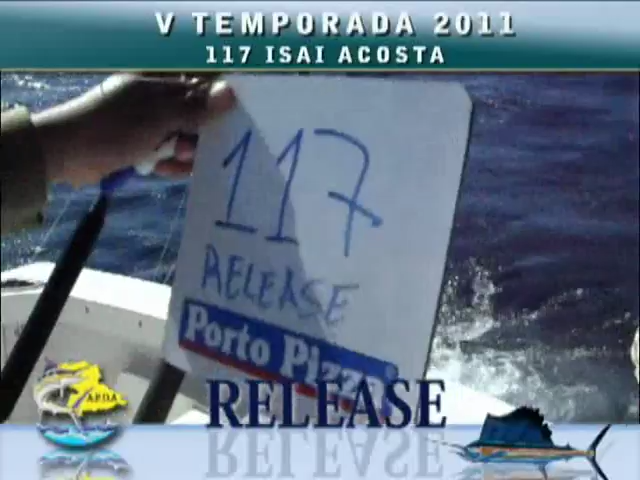 V TEMPORADA 2011
117 ISAI ACOSTA
117
RELEASE
Porto Pizza
RELEASE